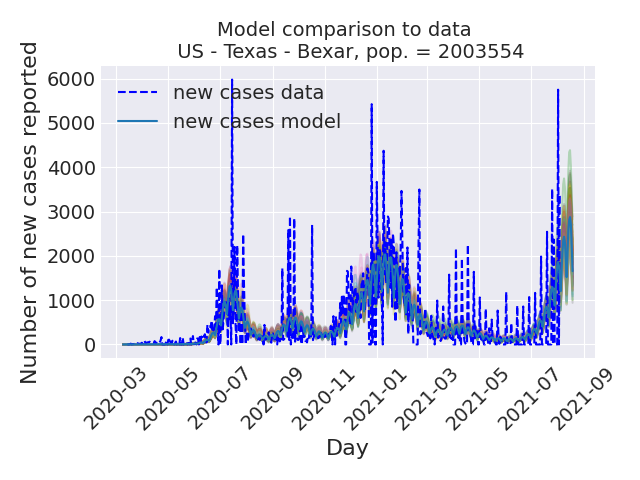 Model comparison to data
US - Texas - Bexar, pop. = 2003554
Number of new cases reported
6000
5000
4000
3000
2000
1000
0
new cases data
new cases model
2020-03
2020-05
2020-07
2020-09
2020-11
2021-01
2021-03
2021-05
2021-07
2021-09
Day